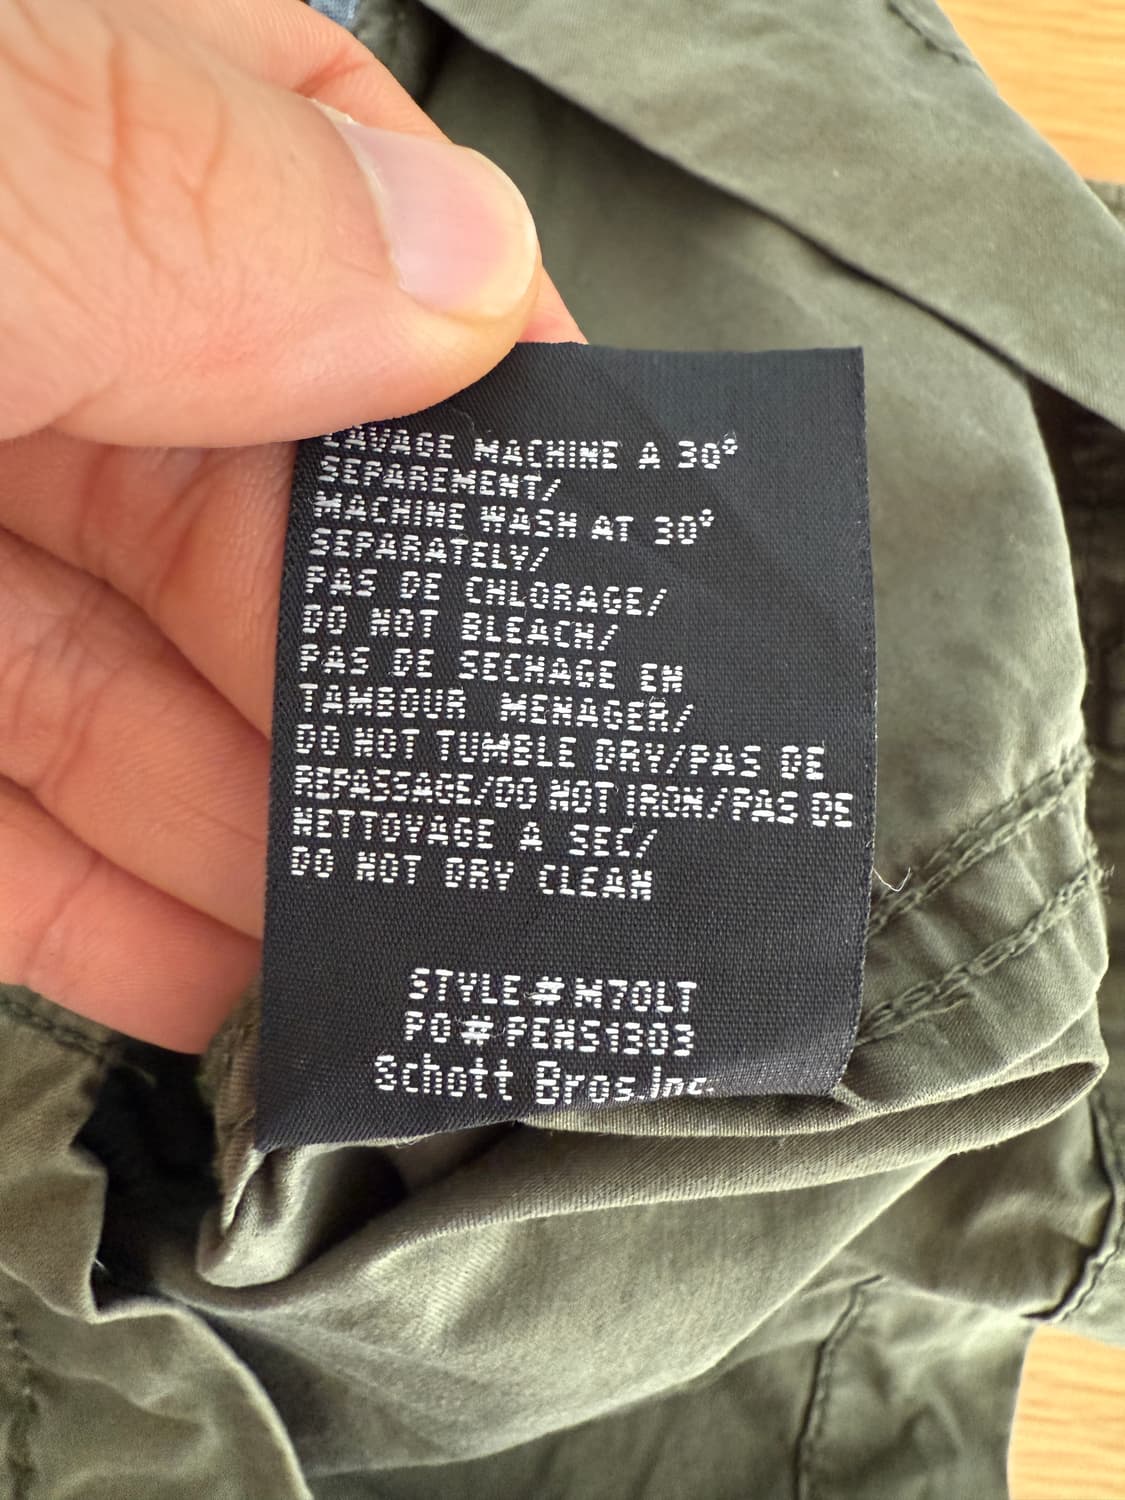 LAVAGE MACHINE A 30°
SEPAREMENT/
MACHINE WASH AT 30°
SEPARATELY/
PAS DE CHLORAGE/
DO NOT BLEACH/
PAS DE SECHAGE EN
TAMBOUR MENAGER/
DO NOT TUMBLE DRY/PAS DE
REPASSAGE/DO NOT IRON/PAS DE
NETTOYAGE A SEC/
DO NOT DRY CLEAN
STYLE# M70LT
PO# PENS1303
Schott Bros.Inc